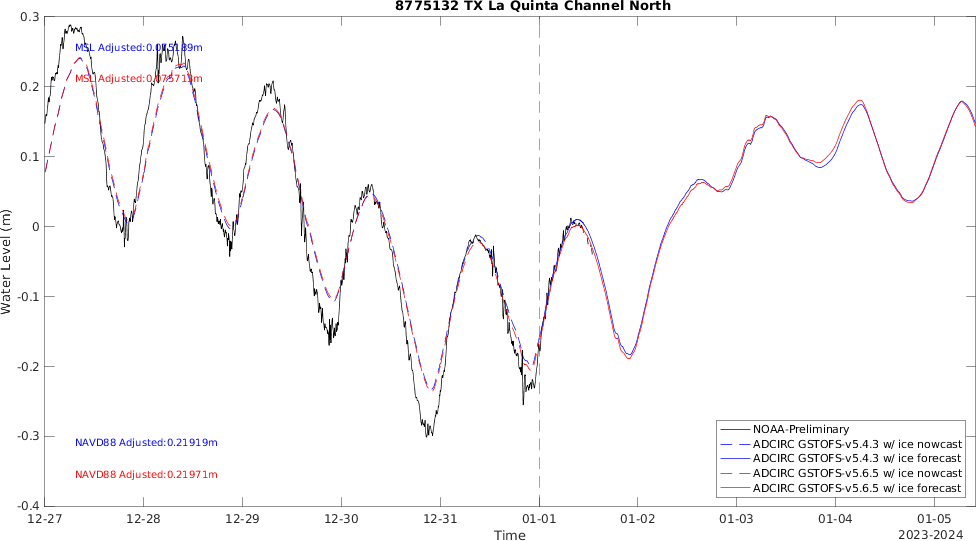 8775132 TX La Quinta Channel North
0.3
0.2
0.1
0
-0.1
-0.2
-0.3
-0.4
Water Level (m)
MSL Adjusted:
MSL Adjusted:
NAVD88 Adjusted:0.21919m
NAVD88 Adjusted:0.21971m
NOAA-Preliminary
ADCIRC GSTOFS-v5.4.3 w/ ice nowcast
ADCIRC GSTOFS-v5.4.3 w/ ice forecast
ADCIRC GSTOFS-v5.6.5 w/ ice nowcast
ADCIRC GSTOFS-v5.6.5 w/ ice forecast
12-27 12-28 12-29 12-30 12-31 01-01 01-02 01-03 01-04 01-05
Time
2023-2024